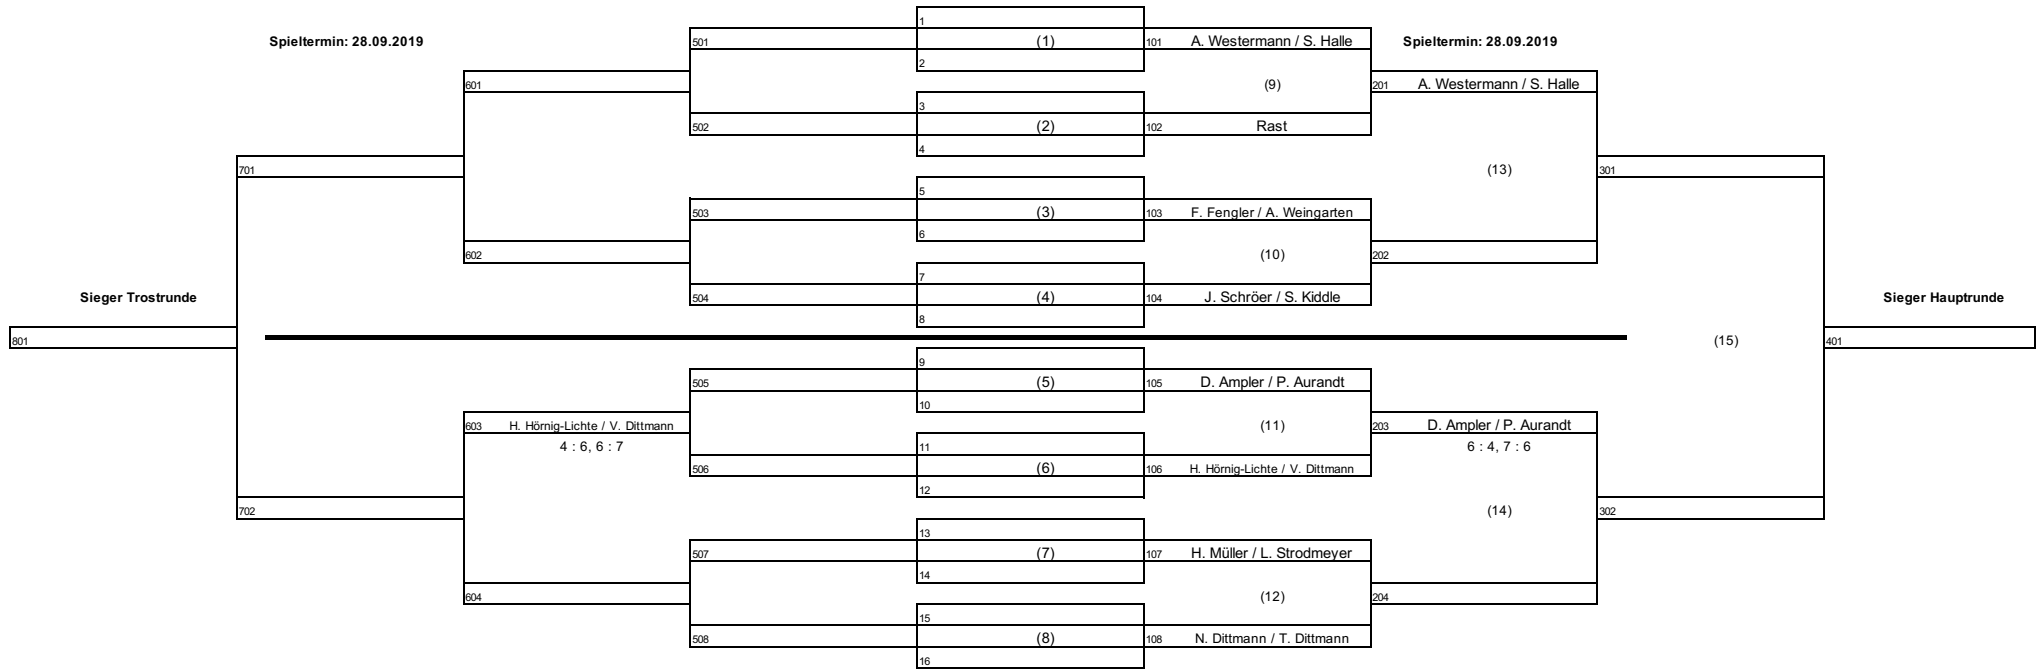 1
501 (1) 101 A. Westermann / S. Halle
Spieltermin: 28.09.2019 Spieltermin: 28.09.2019
2
601 (9) 201 A. Westermann / S. Halle
3
502 (2) 102 Rast
4
701 (13) 301
5
503 (3) 103 F. Fengler / A. Weingarten
6
602 (10) 202
7
504 (4) 104 J. Schröer / S. Kiddle
Sieger Trostrunde Sieger Hauptrunde
8
801 (15) 401
9
505 (5) 105 D. Ampler / P. Aurandt
10
603 H. Hörnig-Lichte / V. Dittmann (11) 203 D. Ampler / P. Aurandt
4 : 6, 6 : 7 11 6 : 4, 7 : 6
506 (6) 106 H. Hörnig-Lichte / V. Dittmann
12
702 (14) 302
13
507 (7) 107 H. Müller / L. Strodmeyer
14
604 (12) 204
15
508 (8) 108 N. Dittmann / T. Dittmann
16